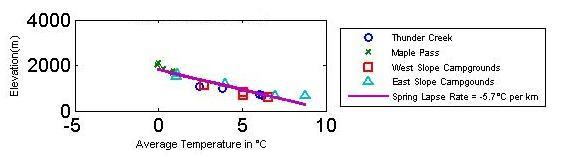 4000
2000
0
-5
0
5
10
Elevation(m)
Average Temperature in °C
Thunder Creek
Maple Pass
West Slope Campgrounds
East Slope Campgrounds
Spring Lapse Rate = -5.7°C per km